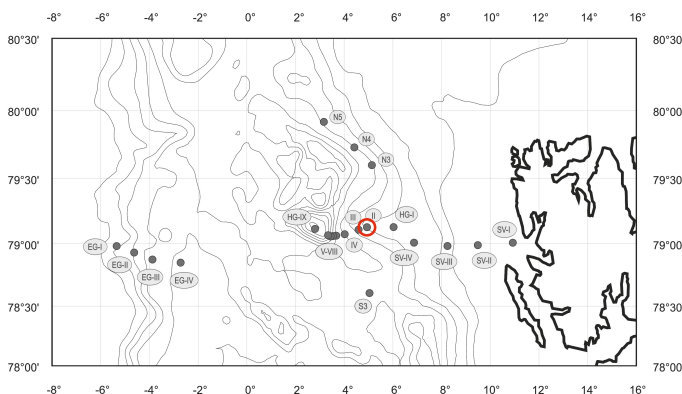 -8° -6° -4° -2° 0° 2° 4° 6° 8° 10° 12° 14° 16°
80°30' 80°30
80°00' 80°00'
N5
N4
N3
79°30' 79°30'
HG-IX III II HG-I
SV-I
79°00' 79°00'
EG-I V-VIII IV
EG-II SV-IV SV-III SV-II
EG-III EG-IV
S3
78°30' 78°30'
78°00' 78°00'
-8° -6° -4° -2° 0° 2° 4° 6° 8° 10° 12° 14° 16°